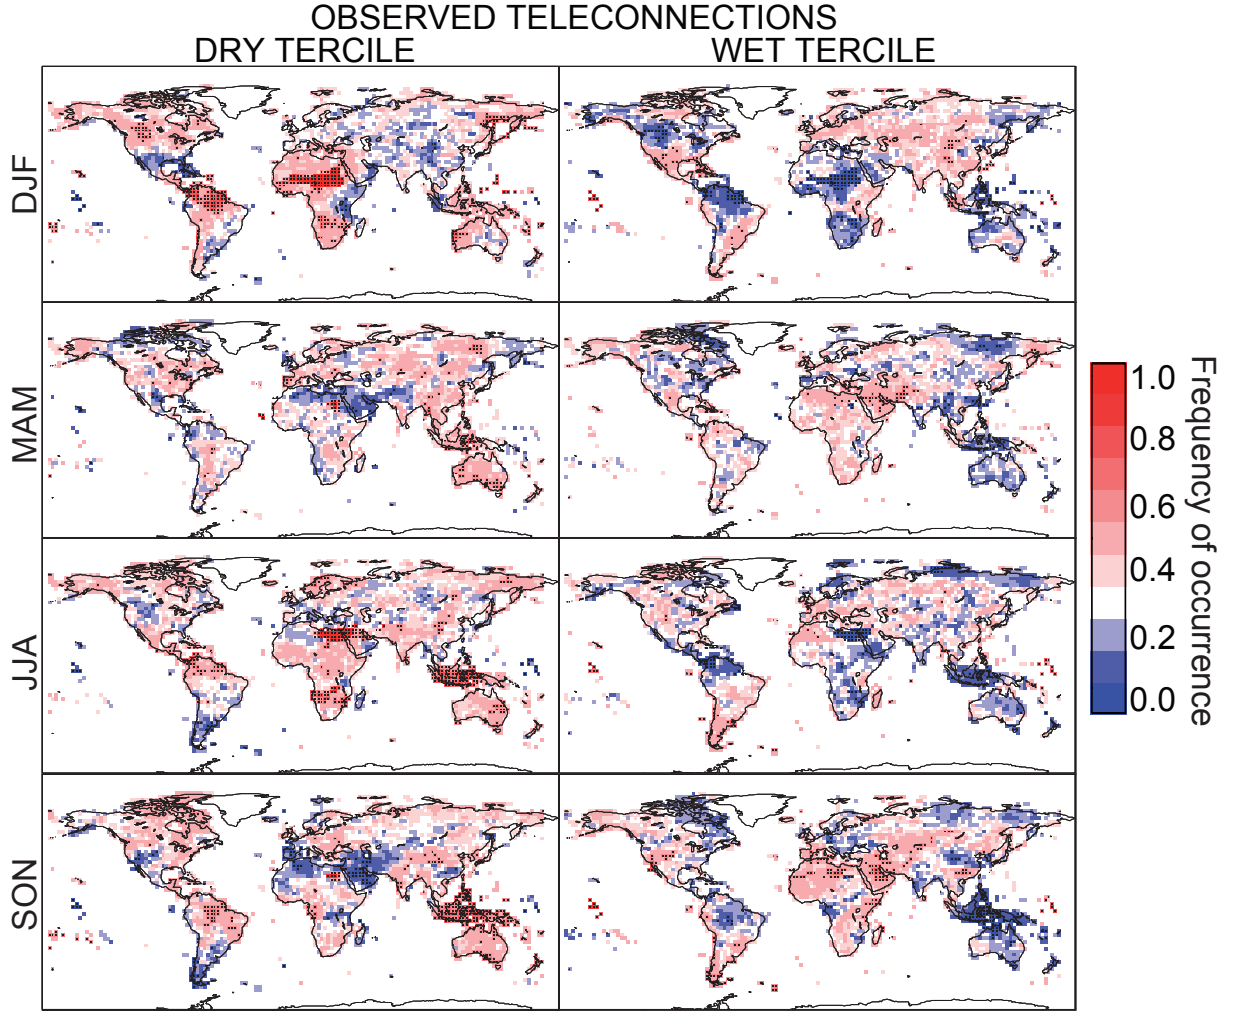 OBSERVED TELECONNECTIONS
DRY TERCILE
WET TERCILE
DJF
MAM
JJA
SON
1.0
0.8
0.6
0.4
0.2
0.0
Frequency of occurrence